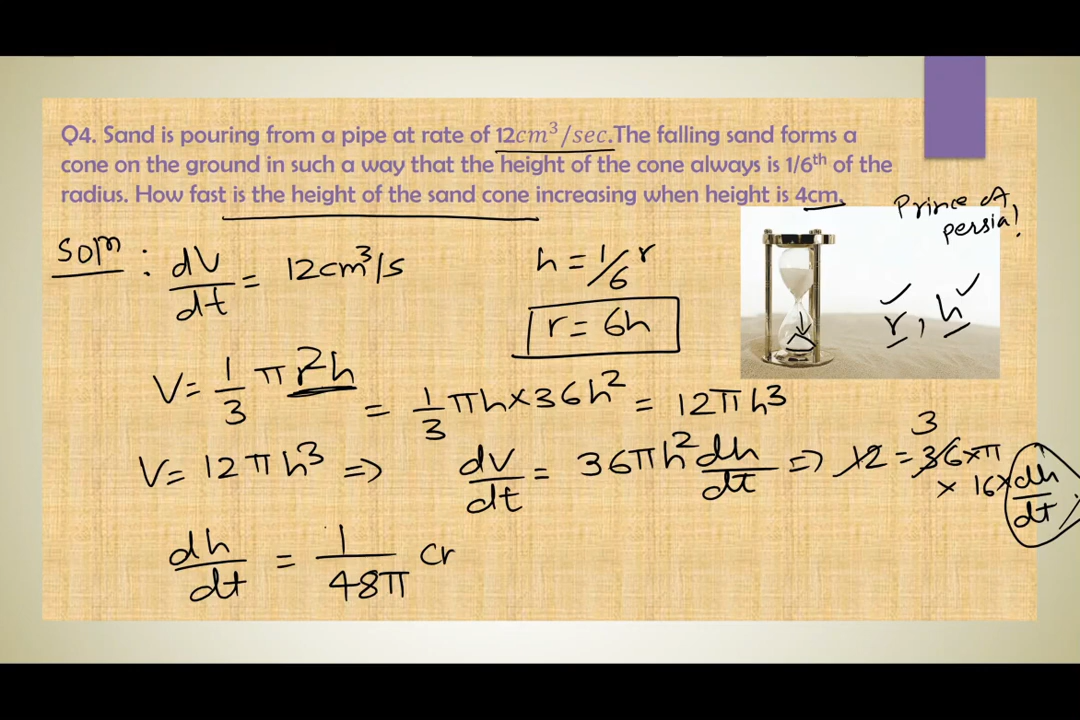 Q4. Sand is pouring from a pipe at rate of 12cm³/sec.The falling sand forms a
cone on the ground in such a way that the height of the cone always is 1/6ᵗʰ of the
radius. How fast is the height of the sand cone increasing when height is 4cm.
Prince of
persia!
Som :
dV/dt = 12cm³/s
h = 1/6 r
r = 6h
r, h
V = 1/3 π r²h = 1/3 πh×36h² = 12πh³
V = 12πh³ => dV/dt = 36πh² dh/dt => 12 = 36×π
3
× 16× dh/dt
dh/dt = 1/48π cr